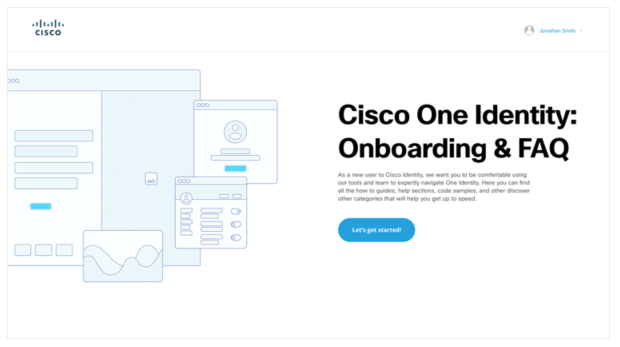 CISCO
Jonathan Smith
Cisco One Identity:
Onboarding & FAQ
As a new user to Cisco Identity, we want you to be comfortable using
our tools and learn to expertly navigate One Identity. Here you can find
all the how to guides, help sections, code samples, and other discover
other categories that will help you get up to speed.
Let's get started!